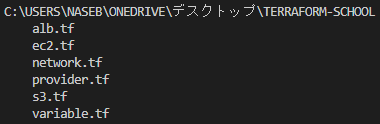 C:\USERS\NASEB\ONEDRIVE\デスクトップ\TERRAFORM-SCHOOL
alb.tf
ec2.tf
network.tf
provider.tf
s3.tf
variable.tf